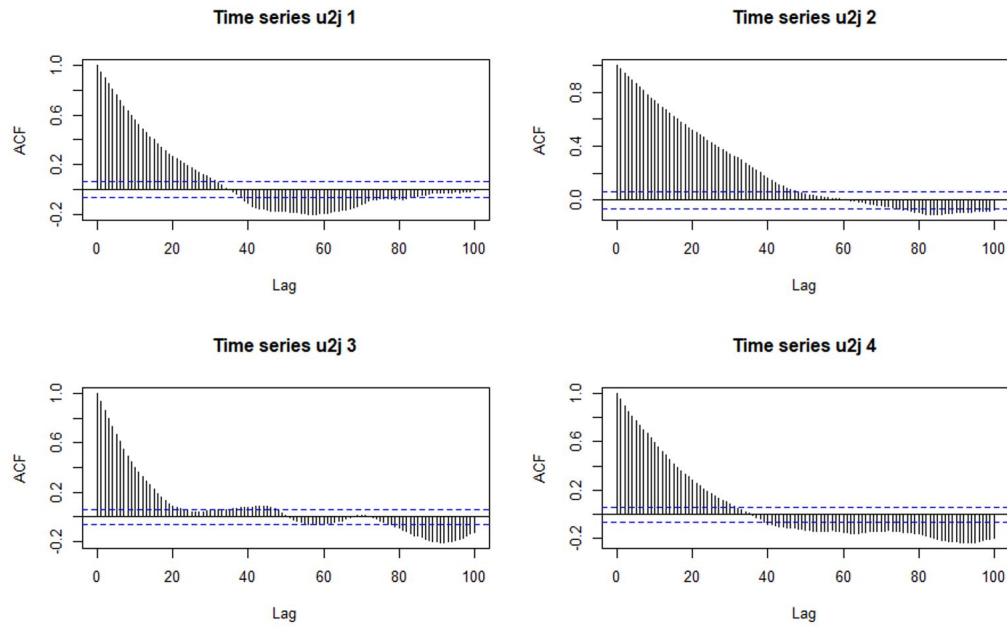 Time series u2j 1
Time series u2j 2
ACF
1.0
0.6
0.2
-0.2
0 20 40 60 80 100
Lag
ACF
0.8
0.4
0.0
0 20 40 60 80 100
Lag
Time series u2j 3
Time series u2j 4
ACF
1.0
0.6
0.2
-0.2
0 20 40 60 80 100
Lag
ACF
1.0
0.6
0.2
-0.2
0 20 40 60 80 100
Lag